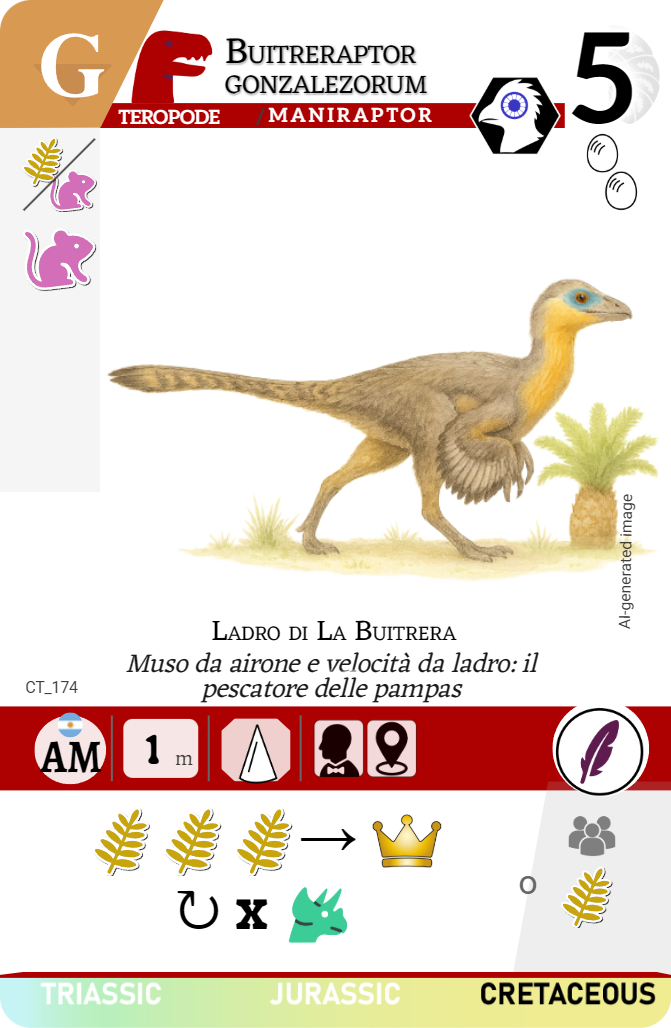 G
BUITRERAPTOR
GONZALEZORUM
5
TEROPODE / MANIRAPTOR
AI-generated image
LADRO DI LA BUITRERA
Muso da airone e velocità da ladro: il
pescatore delle pampas
CT_174
AM
1 m
O
x
TRIASSIC JURASSIC CRETACEOUS